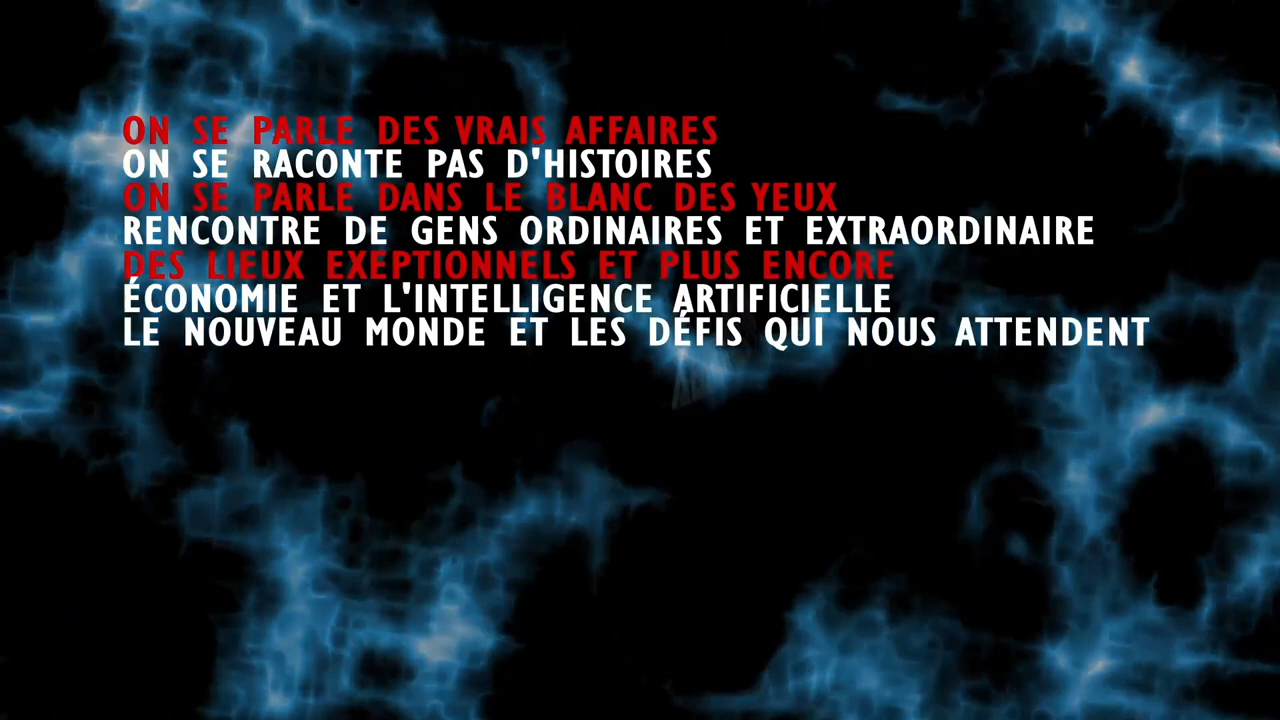 ON SE PARLE DES VRAIS AFFAIRES
ON SE RACONTE PAS D'HISTOIRES
ON SE PARLE DANS LE BLANC DES YEUX
RENCONTRE DE GENS ORDINAIRES ET EXTRAORDINAIRE
DES LIEUX EXEPTIONNELS ET PLUS ENCORE
ÉCONOMIE ET L'INTELLIGENCE ARTIFICIELLE
LE NOUVEAU MONDE ET LES DÉFIS QUI NOUS ATTENDENT